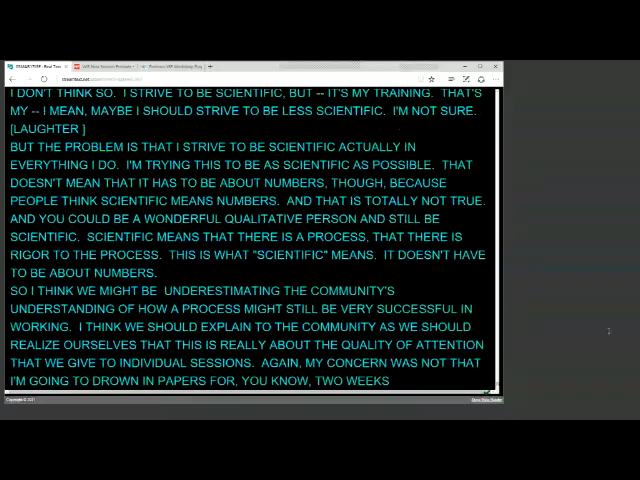 I DON'T THINK SO.  I STRIVE TO BE SCIENTIFIC, BUT -- IT'S MY TRAINING.  THAT'S
MY -- I MEAN, MAYBE I SHOULD STRIVE TO BE LESS SCIENTIFIC.  I'M NOT SURE.
[LAUGHTER ]
BUT THE PROBLEM IS THAT I STRIVE TO BE SCIENTIFIC ACTUALLY IN
EVERYTHING I DO.  I'M TRYING THIS TO BE AS SCIENTIFIC AS POSSIBLE.  THAT
DOESN'T MEAN THAT IT HAS TO BE ABOUT NUMBERS, THOUGH, BECAUSE
PEOPLE THINK SCIENTIFIC MEANS NUMBERS.  AND THAT IS TOTALLY NOT TRUE.
AND YOU COULD BE A WONDERFUL QUALITATIVE PERSON AND STILL BE
SCIENTIFIC.  SCIENTIFIC MEANS THAT THERE IS A PROCESS, THAT THERE IS
RIGOR TO THE PROCESS.  THIS IS WHAT "SCIENTIFIC" MEANS.  IT DOESN'T HAVE
TO BE ABOUT NUMBERS.
SO I THINK WE MIGHT BE  UNDERESTIMATING THE COMMUNITY'S
UNDERSTANDING OF HOW A PROCESS MIGHT STILL BE VERY SUCCESSFUL IN
WORKING.  I THINK WE SHOULD EXPLAIN TO THE COMMUNITY AS WE SHOULD
REALIZE OURSELVES THAT THIS IS REALLY ABOUT THE QUALITY OF ATTENTION
THAT WE GIVE TO INDIVIDUAL SESSIONS.  AGAIN, MY CONCERN WAS NOT THAT
I'M GOING TO DROWN IN PAPERS FOR, YOU KNOW, TWO WEEKS